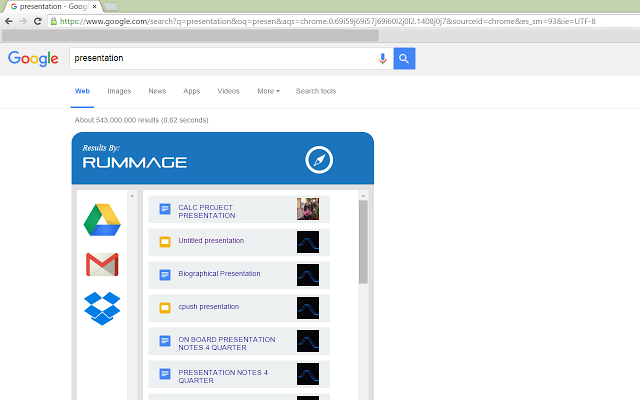 presentation - Goog
https://www.google.com/search?q=presentation&oq=presen&aqs=chrome.0.69i59j69i57j69i60l2j0l2.1408j0j7&sourceid=chrome&es_sm=93&ie=UTF-8
Google
presentation
Web Images News Apps Videos More Search tools
About 543,000,000 results (0.62 seconds)
Results By:
RUMMAGE
CALC PROJECT
PRESENTATION
Untitled presentation
Biographical Presentation
cpush presentation
ON BOARD PRESENTATION
NOTES 4 QUARTER
PRESENTATION NOTES 4
QUARTER